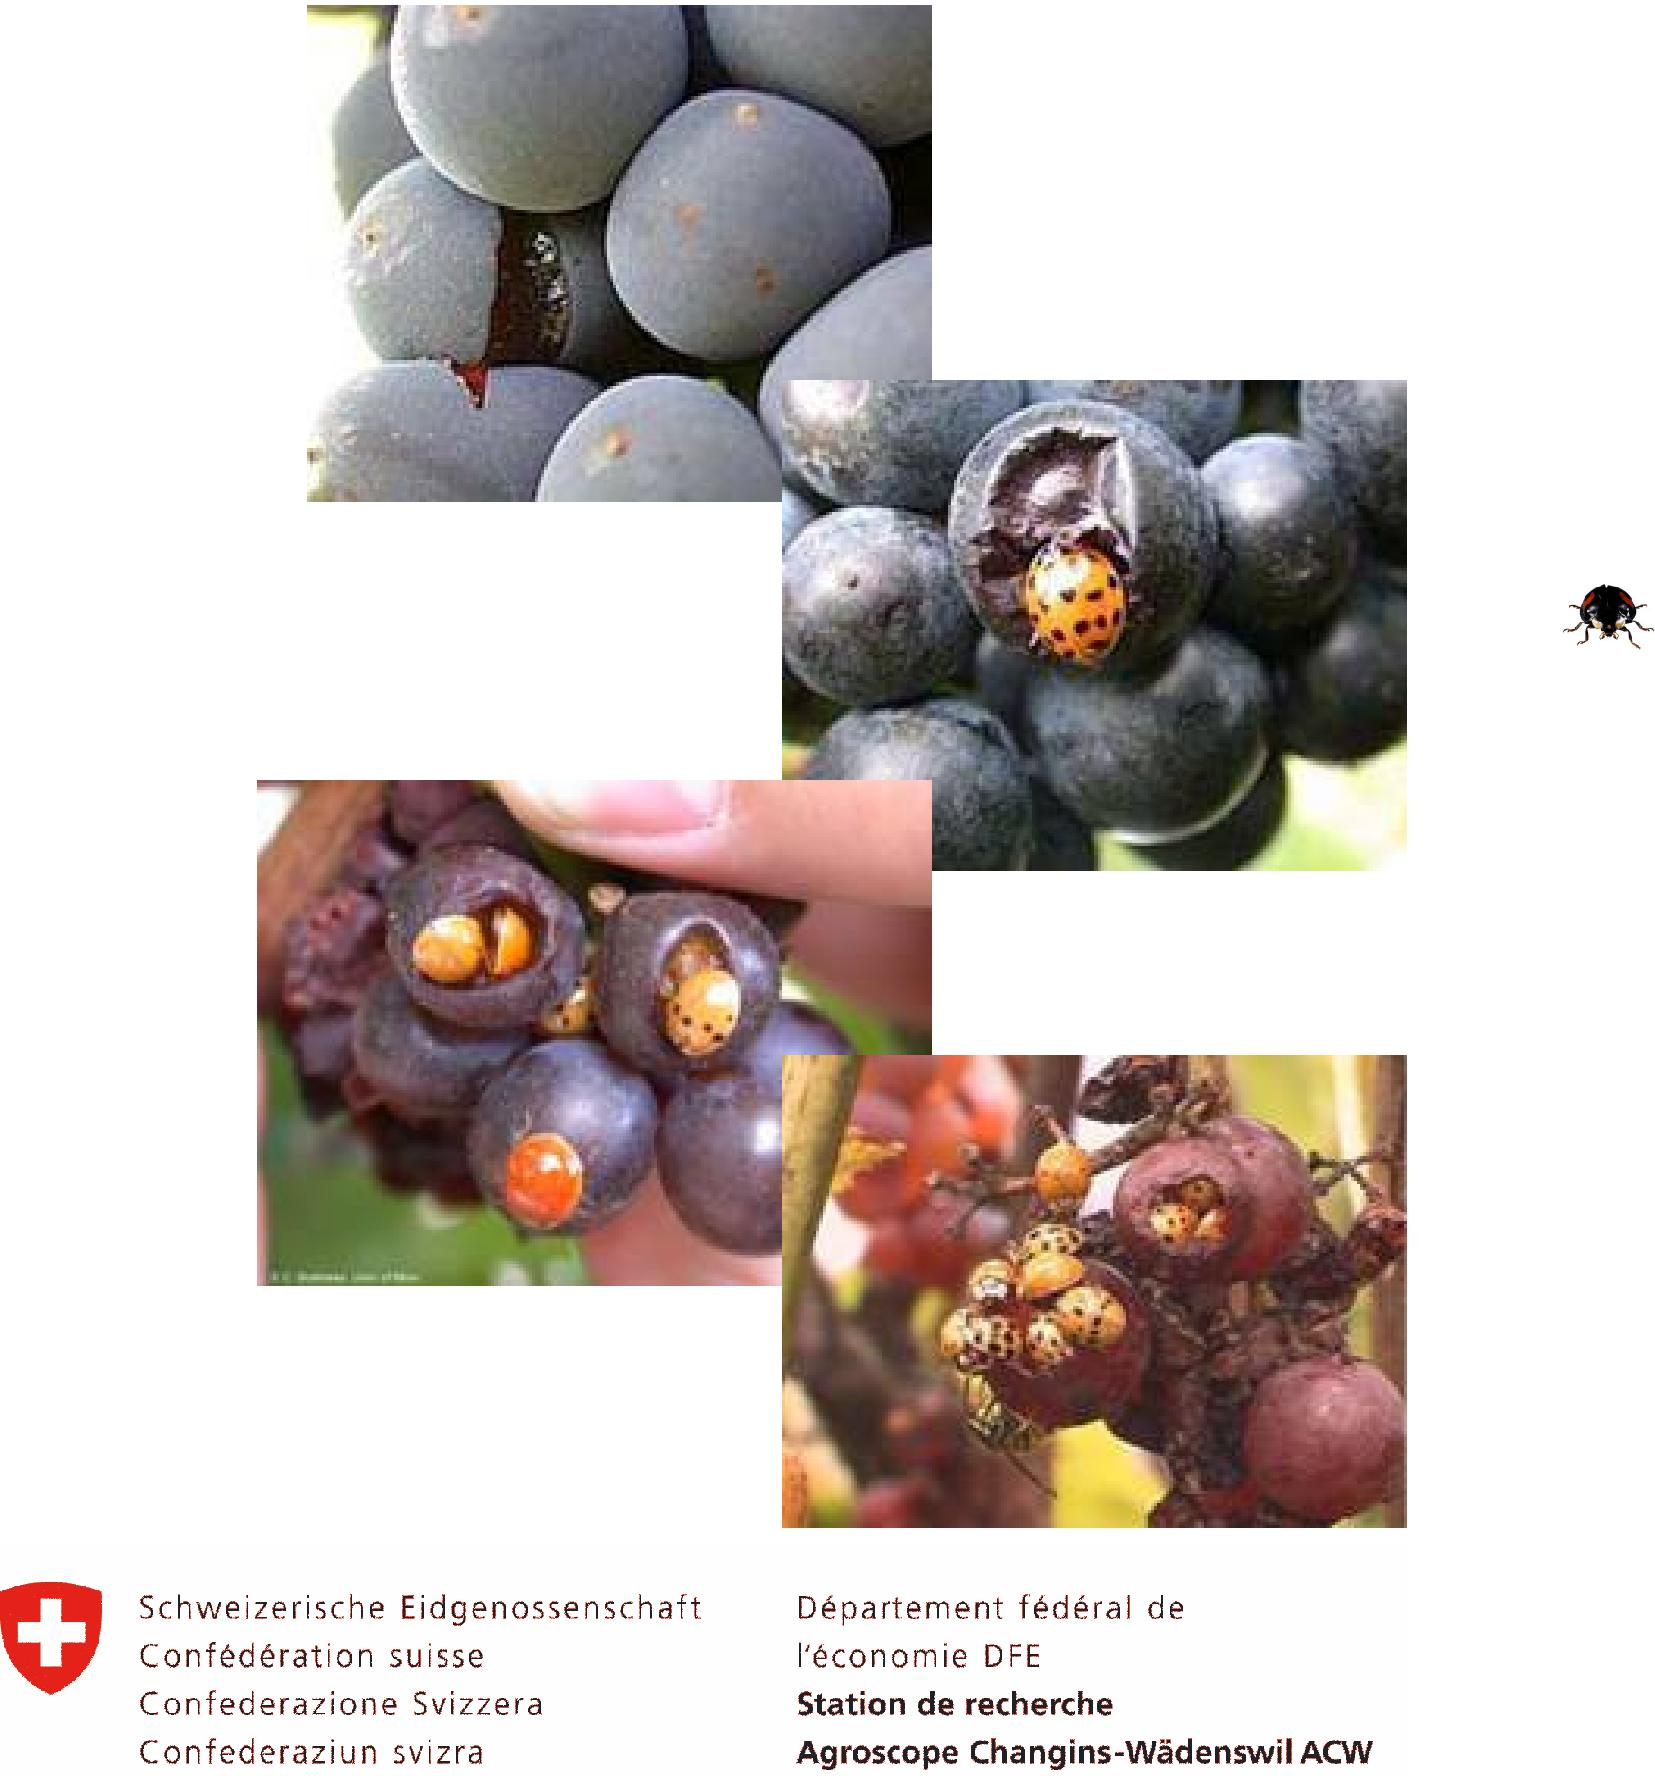 Schweizerische Eidgenossenschaft
Confédération suisse
Confederazione Svizzera
Confederaziun svizra
Département fédéral de
l'économie DFE
Station de recherche
Agroscope Changins-Wädenswil ACW